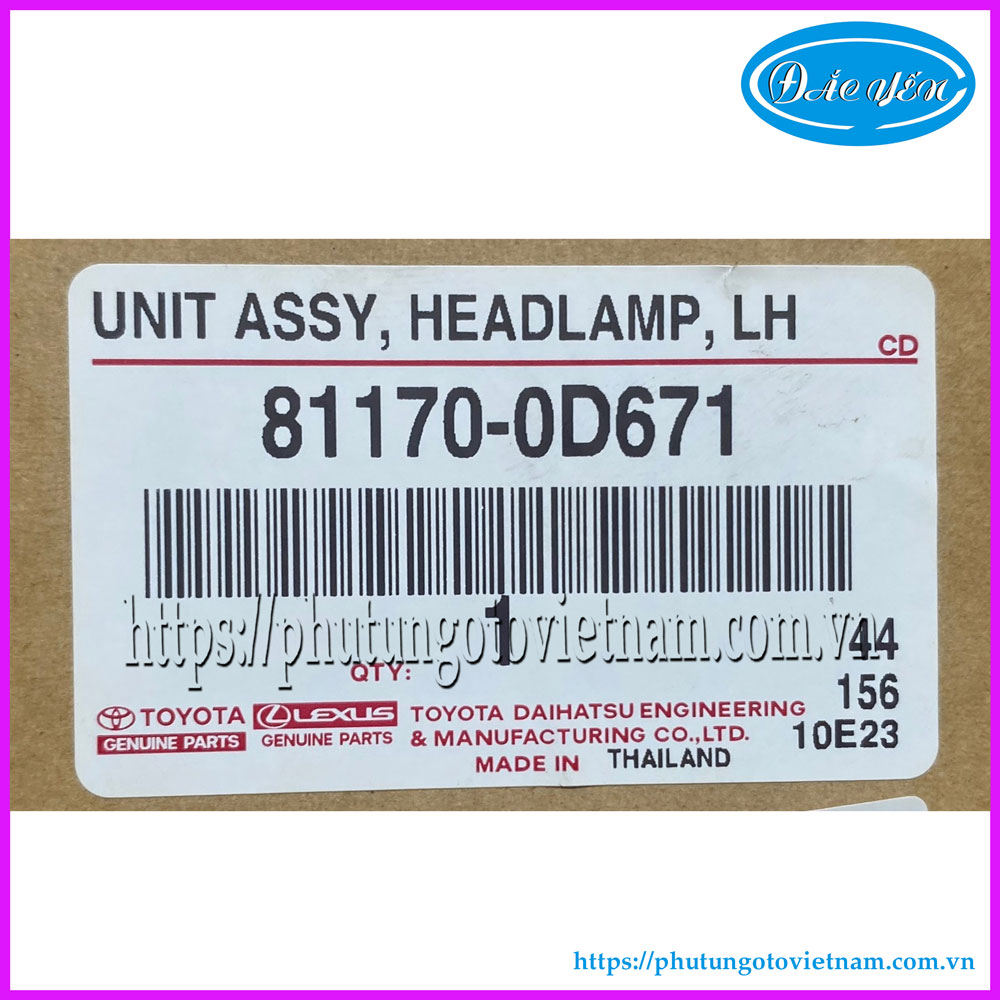 ĐẮC YẾN
UNIT ASSY, HEADLAMP, LH
CD
81170-0D671
https://phutungotovietnam.com.vn
QTY: 1
44
156
10E23
TOYOTA
GENUINE PARTS
LEXUS
GENUINE PARTS
TOYOTA DAIHATSU ENGINEERING
& MANUFACTURING CO.,LTD.
MADE IN THAILAND
https://phutungotovietnam.com.vn